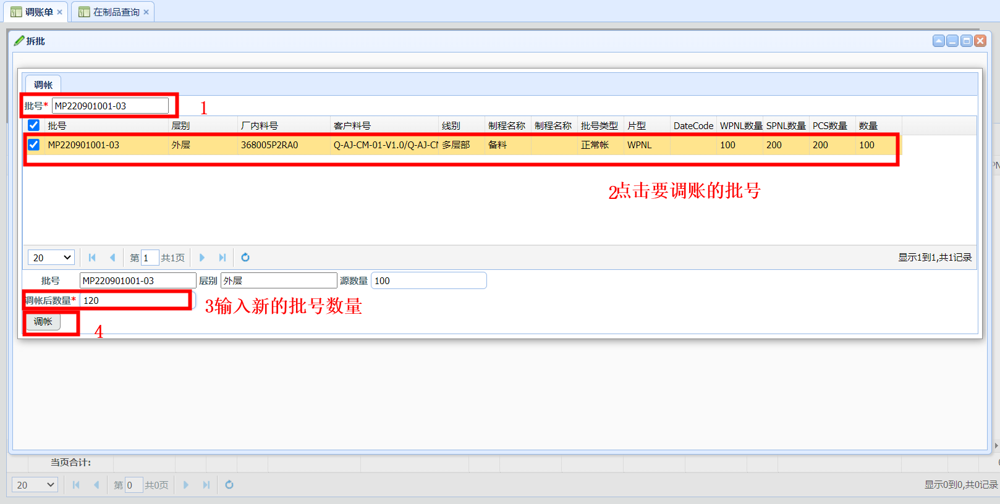 调账单 × 在制品查询 ×
拆批
调帐
批号* MP220901001-03 1
批号 层别 厂内料号 客户料号 线别 制程名称 制程名称 批号类型 片型 DateCode WPNL数量 SPNL数量 PCS数量 数量
MP220901001-03 外层 368005P2RA0 Q-AJ-CM-01-V1.0/Q-AJ-CM 多层部 备料 正常帐 WPNL 100 200 200 100
2点击要调账的批号
20 第 1 共1页 显示1到1,共1记录
批号 MP220901001-03 层别 外层 源数量 100
调帐后数量* 120 3输入新的批号数量
调帐 4
当页合计:
20 第 0 共0页 显示0到0,共0记录